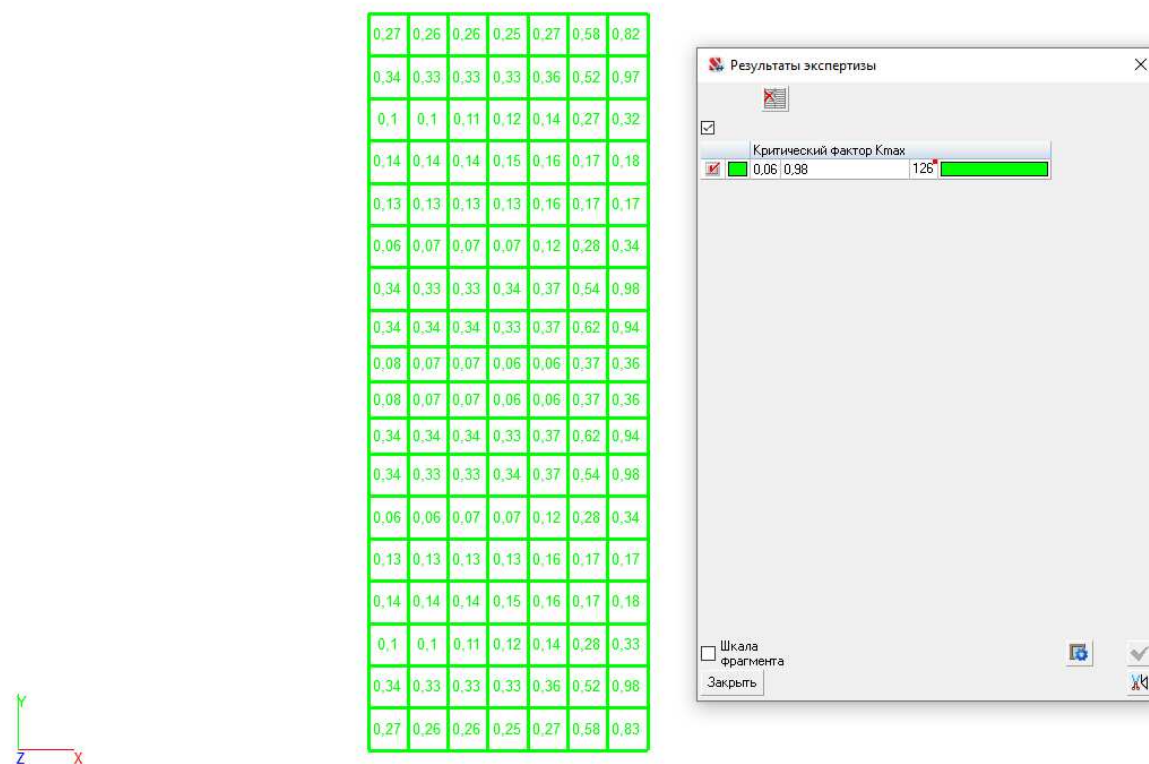 0,27 0,26 0,26 0,25 0,27 0,58 0,82
0,34 0,33 0,33 0,33 0,36 0,52 0,97
0,1 0,1 0,11 0,12 0,14 0,27 0,32
0,14 0,14 0,14 0,15 0,16 0,17 0,18
0,13 0,13 0,13 0,13 0,16 0,17 0,17
0,06 0,07 0,07 0,07 0,12 0,28 0,34
0,34 0,33 0,33 0,34 0,37 0,54 0,98
0,34 0,34 0,34 0,33 0,37 0,62 0,94
0,08 0,07 0,07 0,06 0,06 0,37 0,36
0,08 0,07 0,07 0,06 0,06 0,37 0,36
0,34 0,34 0,34 0,33 0,37 0,62 0,94
0,34 0,33 0,33 0,34 0,37 0,54 0,98
0,06 0,06 0,07 0,07 0,12 0,28 0,34
0,13 0,13 0,13 0,13 0,16 0,17 0,17
0,14 0,14 0,14 0,15 0,16 0,17 0,18
0,1 0,1 0,11 0,12 0,14 0,28 0,33
0,34 0,33 0,33 0,33 0,36 0,52 0,98
0,27 0,26 0,26 0,25 0,27 0,58 0,83
Y
Z X
Результаты экспертизы
Критический фактор Kmax
0,06 0,98 126
Шкала
фрагмента
Закрыть